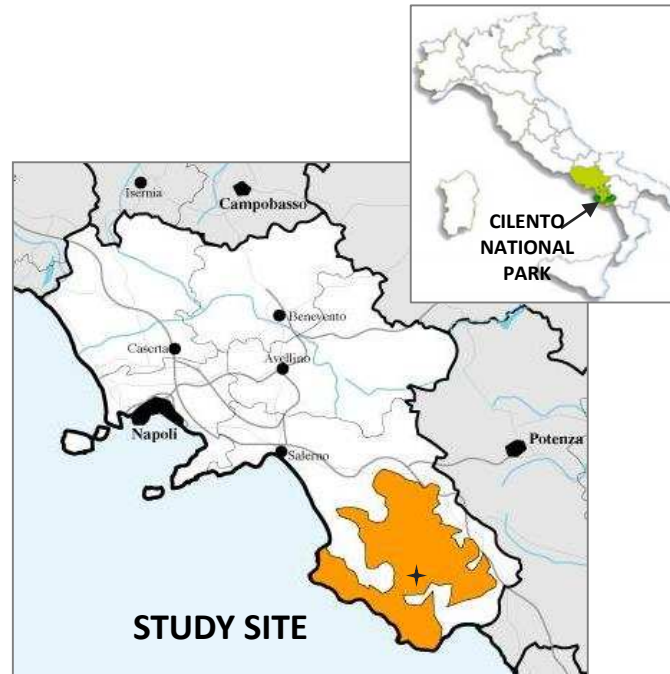 CILENTO
NATIONAL
PARK
Isernia
Campobasso
Benevento
Caserta
Avellino
Napoli
Potenza
Salerno
STUDY SITE